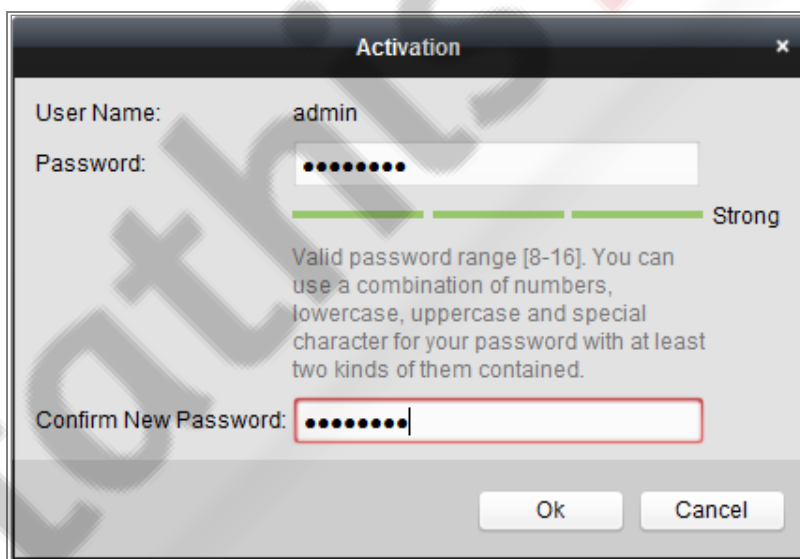 Activation ×
User Name: admin
Password: ••••••••
Strong
Valid password range [8-16]. You can
use a combination of numbers,
lowercase, uppercase and special
character for your password with at least
two kinds of them contained.
Confirm New Password: ••••••••
Ok Cancel